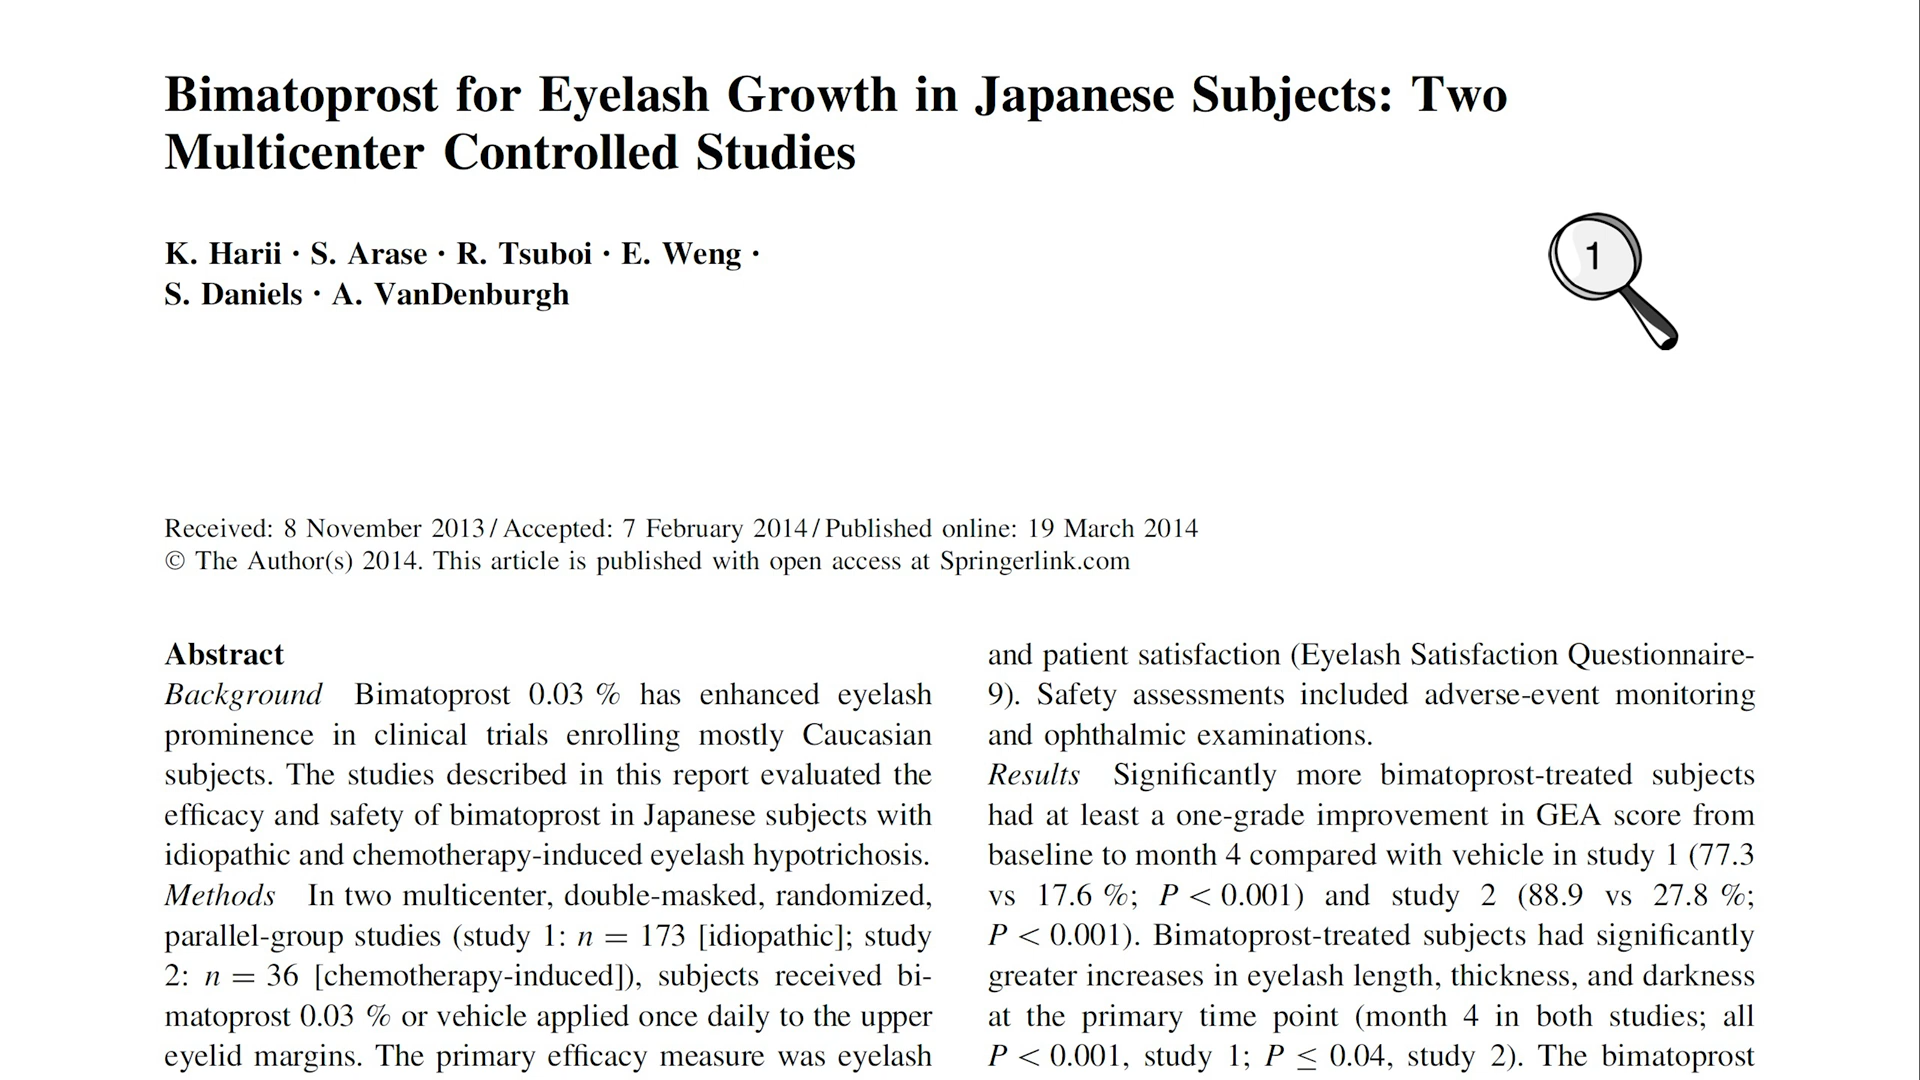 Bimatoprost for Eyelash Growth in Japanese Subjects: Two
Multicenter Controlled Studies
K. Harii · S. Arase · R. Tsuboi · E. Weng ·
S. Daniels · A. VanDenburgh
1
Received: 8 November 2013 / Accepted: 7 February 2014 / Published online: 19 March 2014
© The Author(s) 2014. This article is published with open access at Springerlink.com
Abstract
Background Bimatoprost 0.03 % has enhanced eyelash
prominence in clinical trials enrolling mostly Caucasian
subjects. The studies described in this report evaluated the
efficacy and safety of bimatoprost in Japanese subjects with
idiopathic and chemotherapy-induced eyelash hypotrichosis.
Methods In two multicenter, double-masked, randomized,
parallel-group studies (study 1: n = 173 [idiopathic]; study
2: n = 36 [chemotherapy-induced]), subjects received bi-
matoprost 0.03 % or vehicle applied once daily to the upper
eyelid margins. The primary efficacy measure was eyelash
and patient satisfaction (Eyelash Satisfaction Questionnaire-
9). Safety assessments included adverse-event monitoring
and ophthalmic examinations.
Results Significantly more bimatoprost-treated subjects
had at least a one-grade improvement in GEA score from
baseline to month 4 compared with vehicle in study 1 (77.3
vs 17.6 %; P < 0.001) and study 2 (88.9 vs 27.8 %;
P < 0.001). Bimatoprost-treated subjects had significantly
greater increases in eyelash length, thickness, and darkness
at the primary time point (month 4 in both studies; all
P < 0.001, study 1; P ≤ 0.04, study 2). The bimatoprost